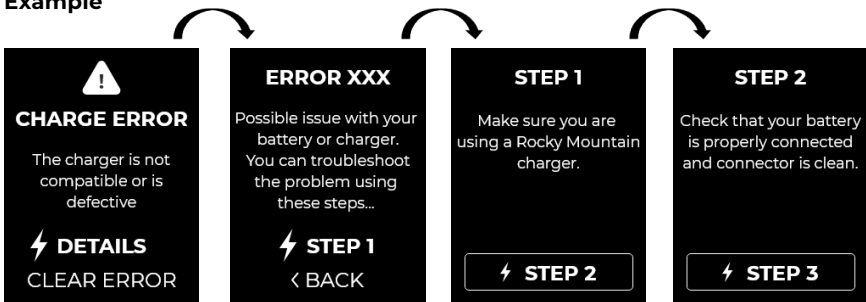 Example
CHARGE ERROR
The charger is not
compatible or is
defective
DETAILS
CLEAR ERROR
ERROR XXX
Possible issue with your
battery or charger.
You can troubleshoot
the problem using
these steps...
STEP 1
< BACK
STEP 1
Make sure you are
using a Rocky Mountain
charger.
STEP 2
STEP 2
Check that your battery
is properly connected
and connector is clean.
STEP 3